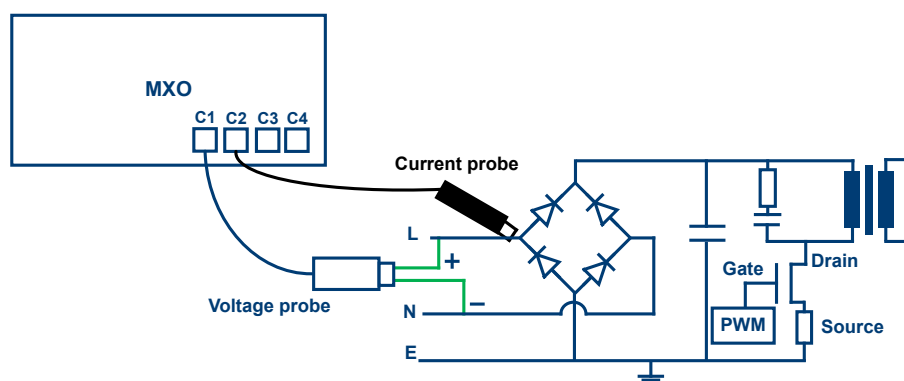 MXO
C1 C2 C3 C4
Current probe
L
+
Voltage probe
−
N
E
Gate
Drain
PWM
Source